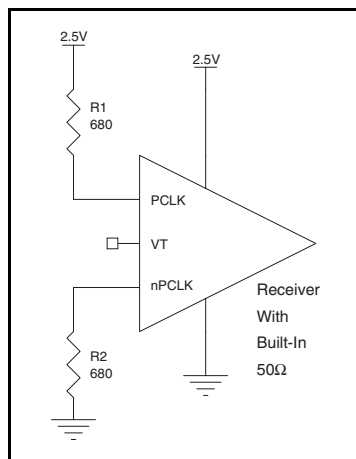 2.5V
2.5V
R1
680
PCLK
VT
nPCLK
Receiver
With
Built-In
50Ω
R2
680